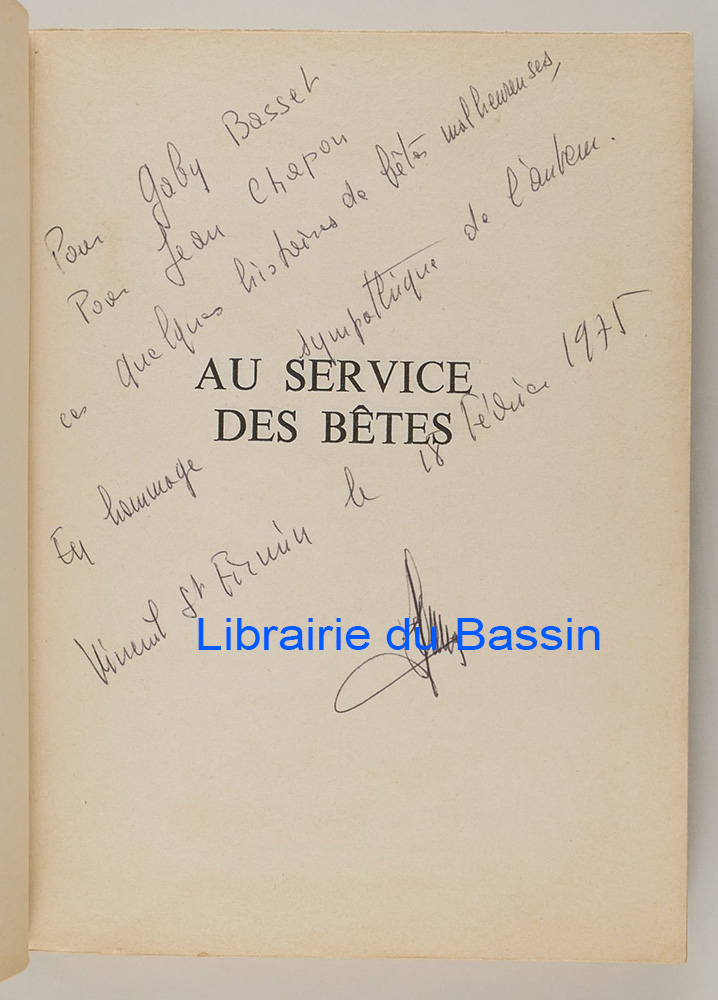 Pour Gaby Basset
Pour Jean Chapon
ces quelques histoires de bêtes malheureuses,
En hommage sympathique de l'auteur.
AU SERVICE
DES BÊTES
Vineuil St Firmin le 18 Février 1975.
Librairie du Bassin